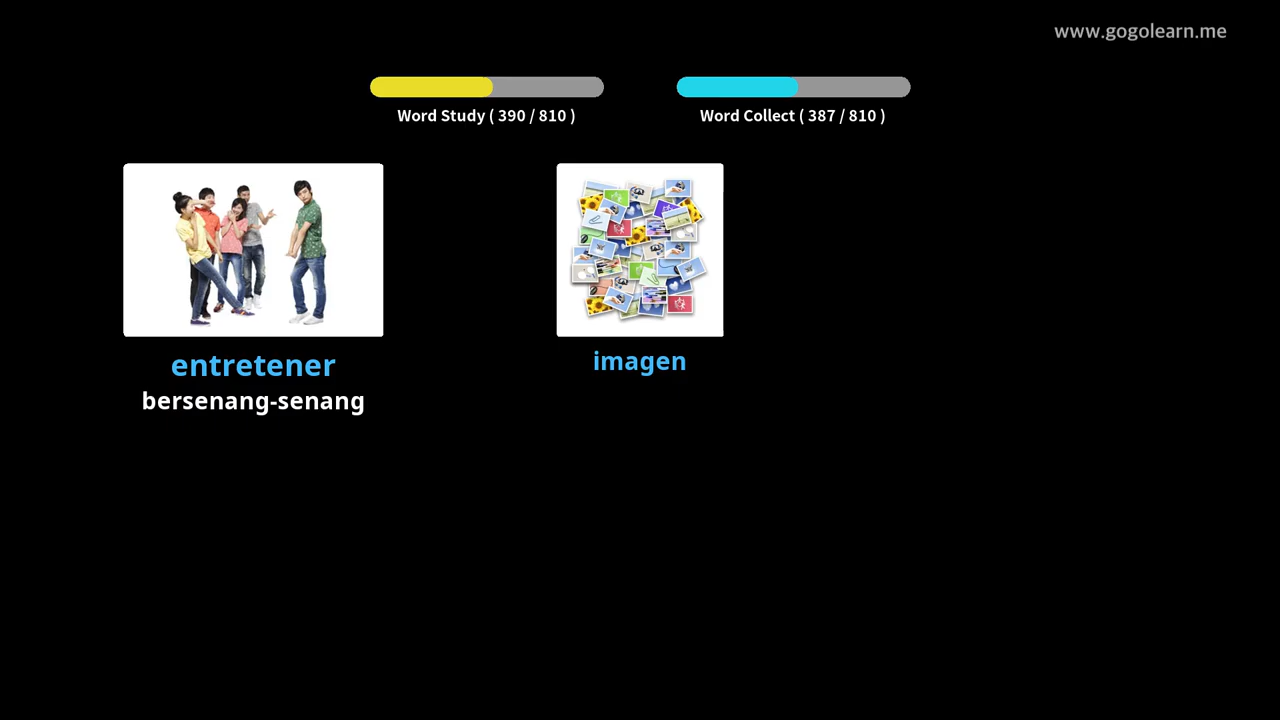 www.gogolearn.me
Word Study ( 390 / 810 )
Word Collect ( 387 / 810 )
entretener
bersenang-senang
imagen